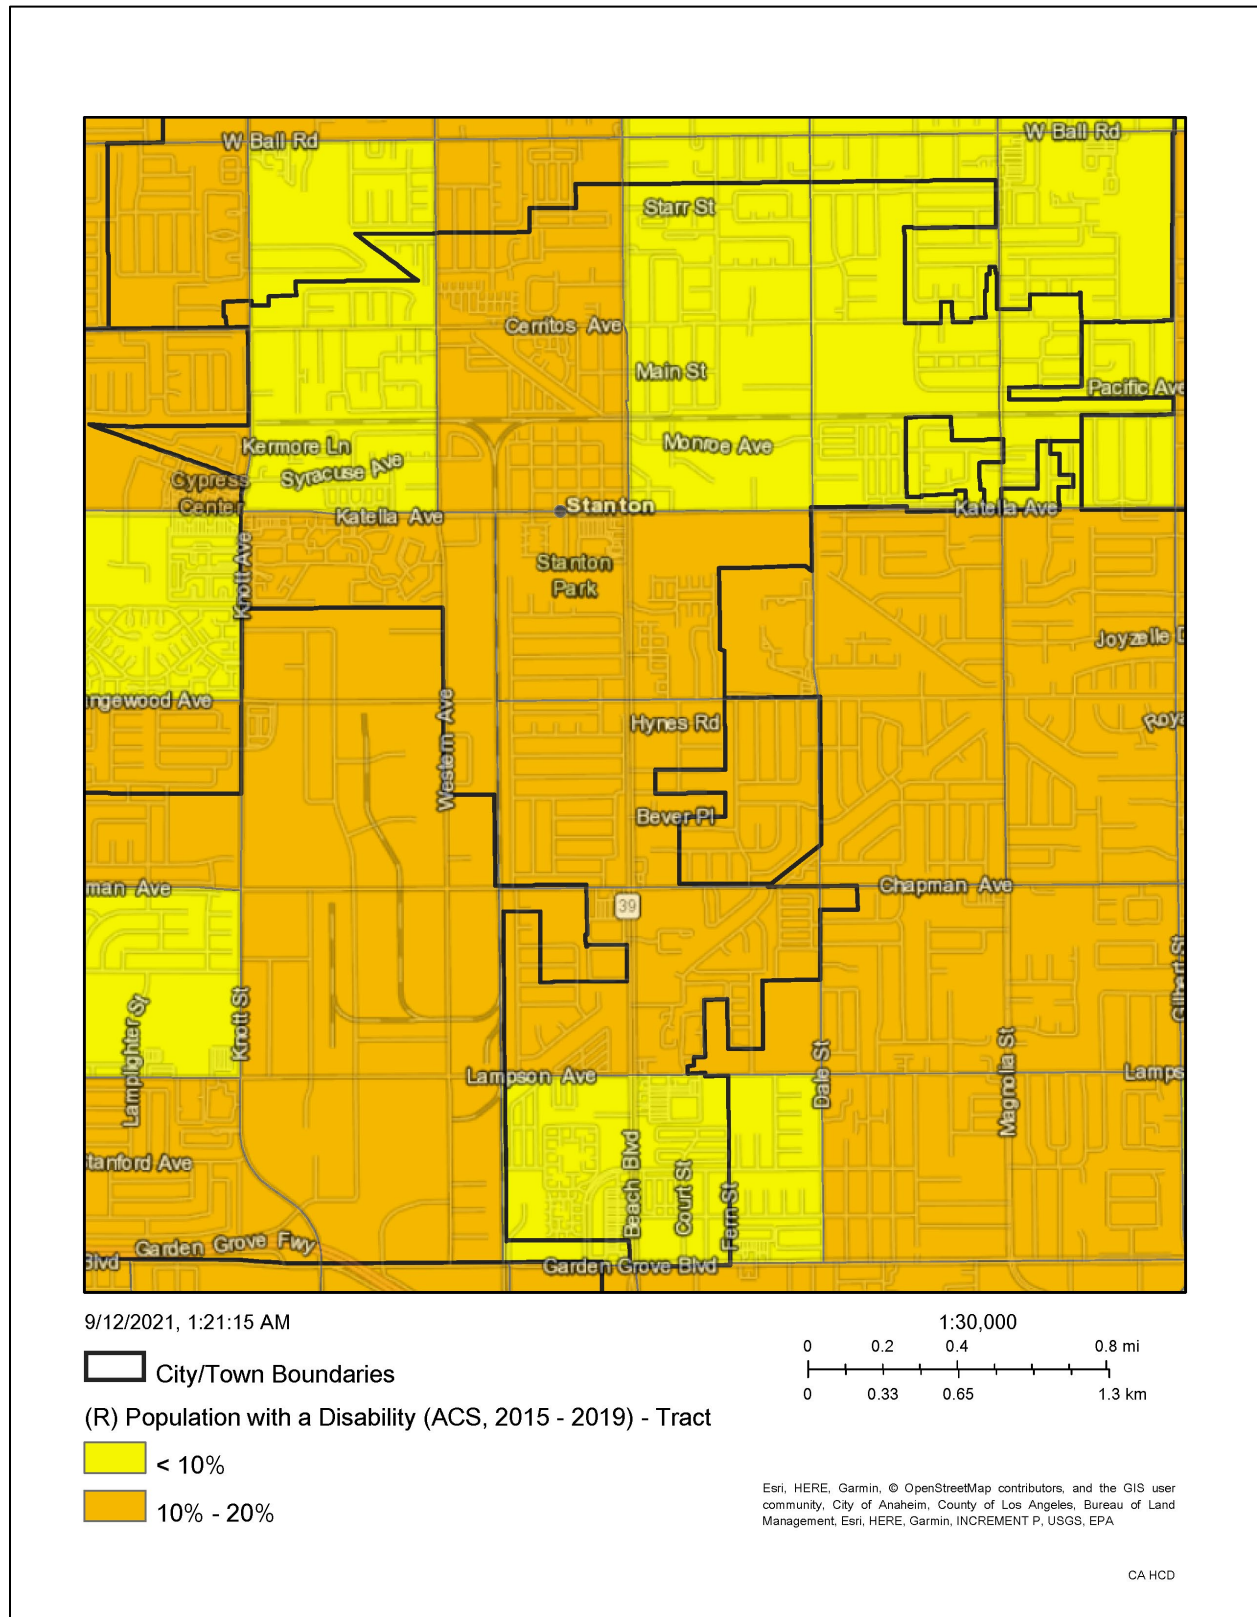 W Ball Rd
W Ball Rd
Starr St
Cerritos Ave
Main St
Pacific Ave
Kermore Ln
Monroe Ave
Syracuse Ave
Cypress
Center
Katella Ave
Stanton
Katella Ave
Knott Ave
Stanton
Park
Joyzelle D
ngewood Ave
Western Ave
Hynes Rd
Roya
Bever Pl
man Ave
39
Chapman Ave
Gilbert St
Lamplighter St
Knott St
Lampson Ave
Dale St
Magnolia St
Lamps
Stanford Ave
Beach Blvd
Court St
Fern St
Blvd
Garden Grove Fwy
Garden Grove Blvd
9/12/2021, 1:21:15 AM
1:30,000
0 0.2 0.4 0.8 mi
0 0.33 0.65 1.3 km
City/Town Boundaries
(R) Population with a Disability (ACS, 2015 - 2019) - Tract
< 10%
10% - 20%
Esri, HERE, Garmin, © OpenStreetMap contributors, and the GIS user
community, City of Anaheim, County of Los Angeles, Bureau of Land
Management, Esri, HERE, Garmin, INCREMENT P, USGS, EPA
CA HCD